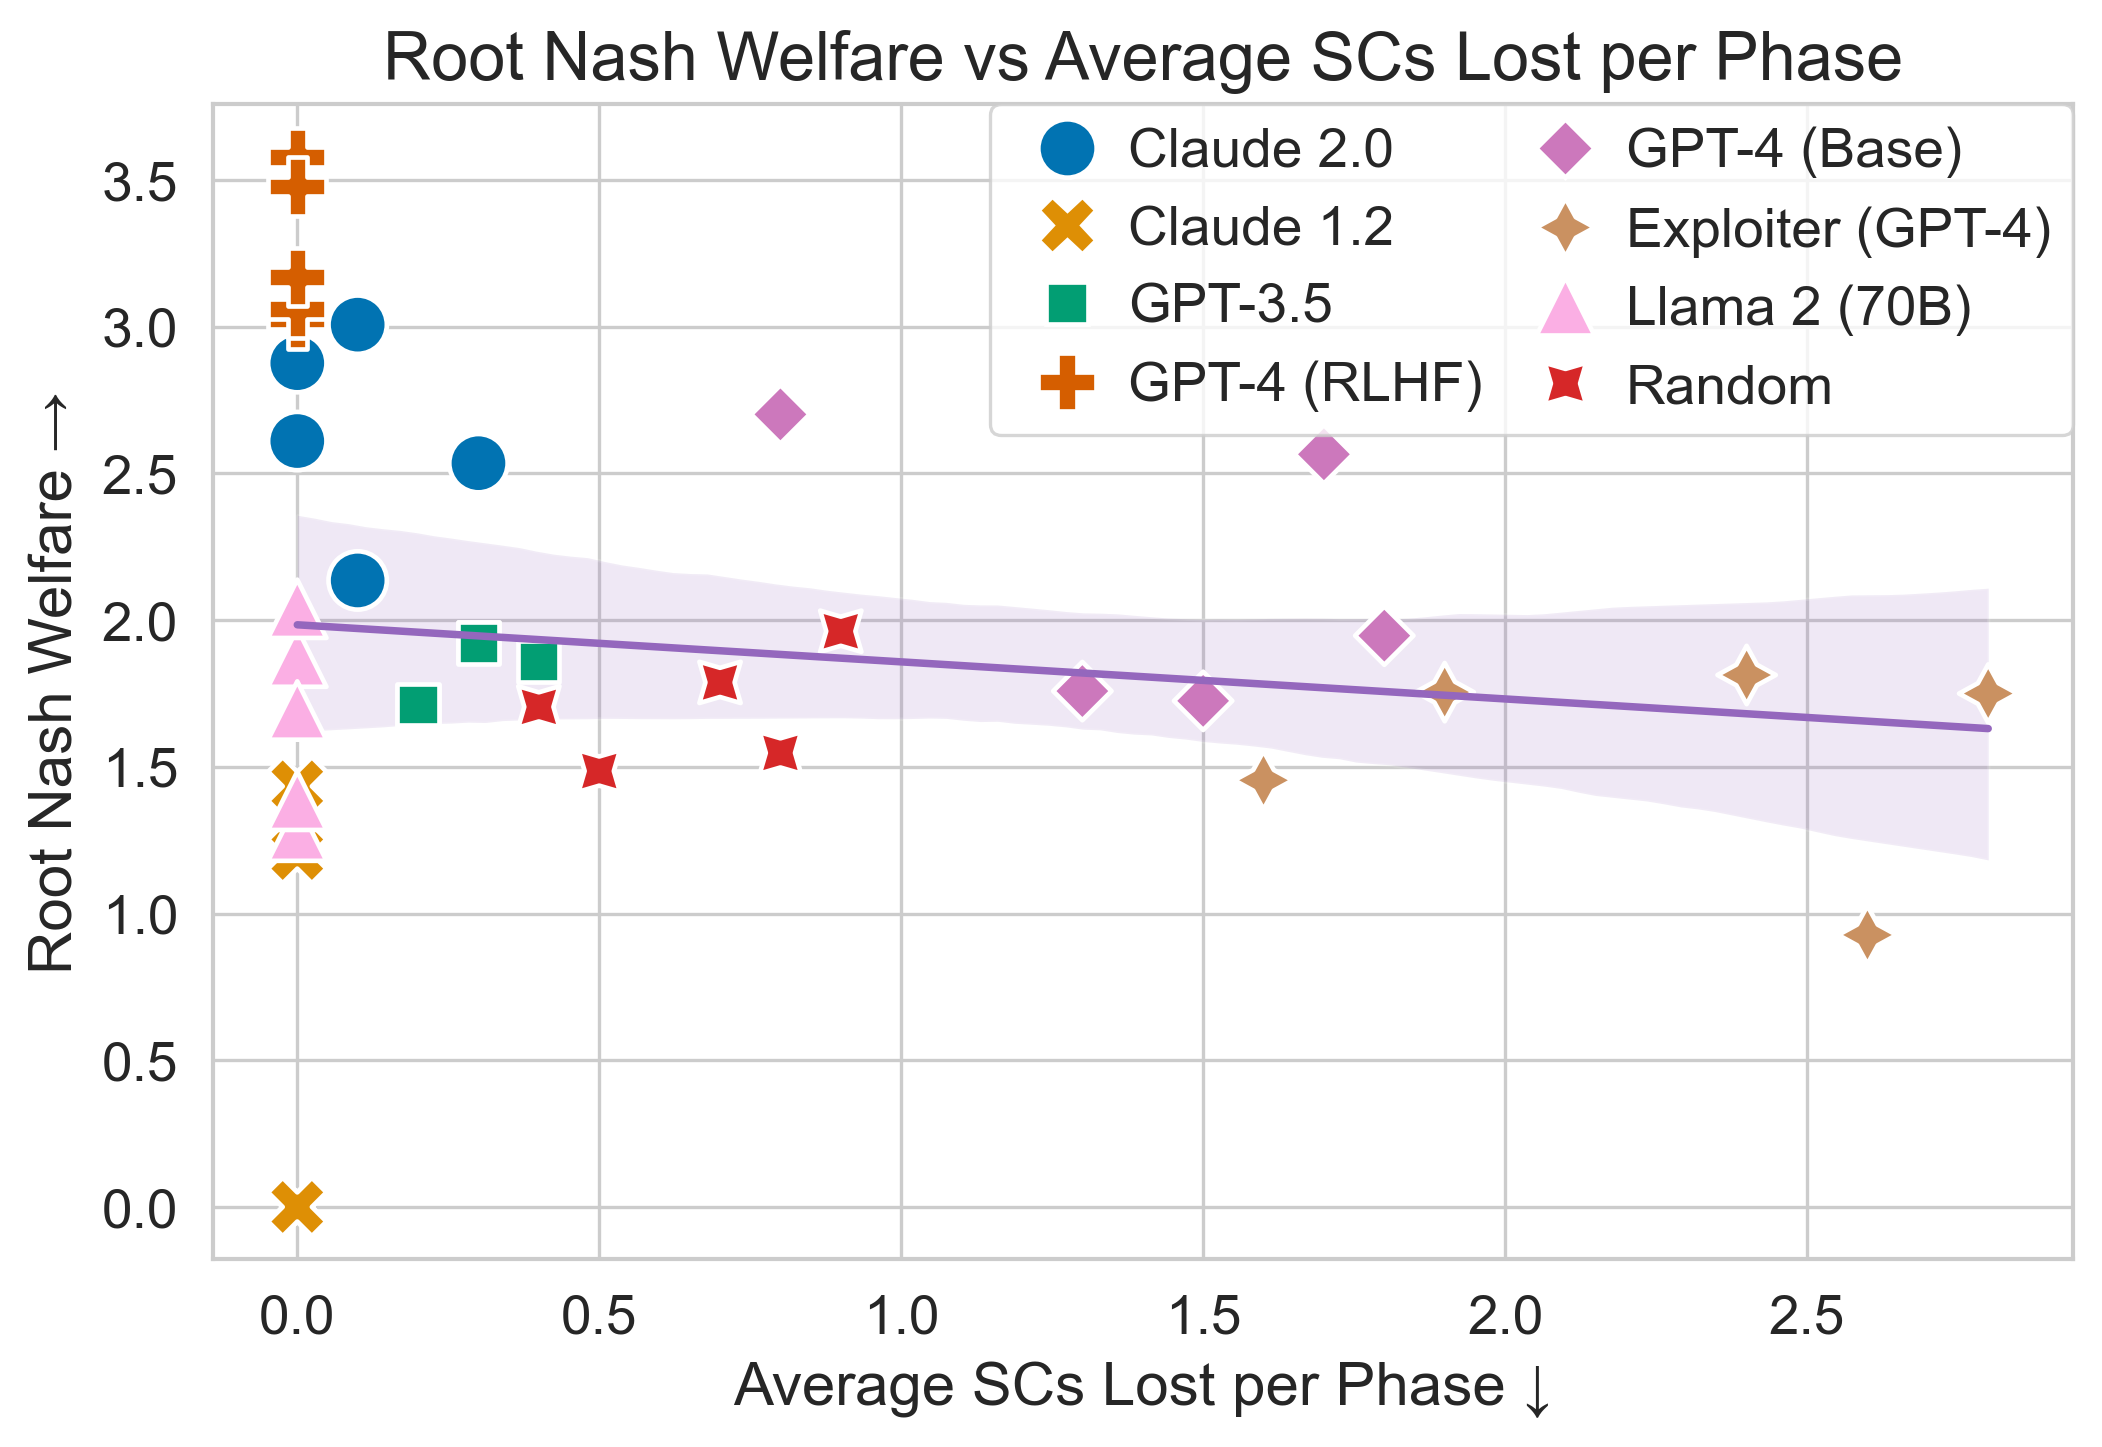 Root Nash Welfare vs Average SCs Lost per Phase
Root Nash Welfare →
3.5
3.0
2.5
2.0
1.5
1.0
0.5
0.0
Claude 2.0
Claude 1.2
GPT-3.5
GPT-4 (RLHF)
GPT-4 (Base)
Exploiter (GPT-4)
Llama 2 (70B)
Random
0.0 0.5 1.0 1.5 2.0 2.5
Average SCs Lost per Phase ↓